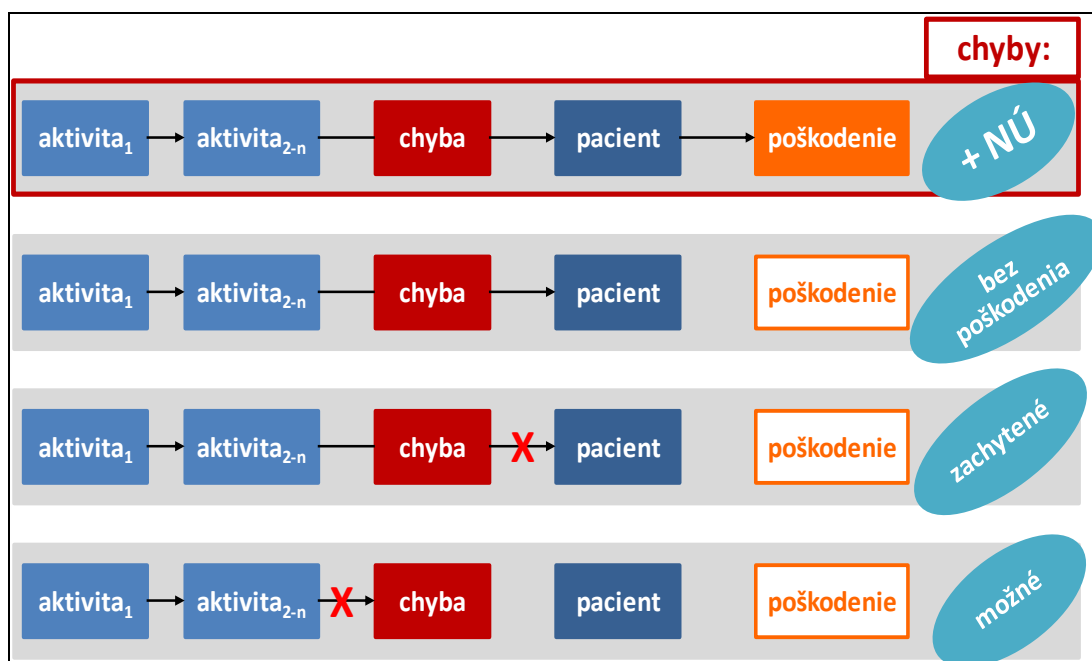 chyby:
aktivita₁ aktivita₂₋ₙ chyba pacient poškodenie + NÚ
aktivita₁ aktivita₂₋ₙ chyba pacient poškodenie bez
poškodenia
aktivita₁ aktivita₂₋ₙ chyba X pacient poškodenie zachytené
aktivita₁ aktivita₂₋ₙ X chyba pacient poškodenie možné